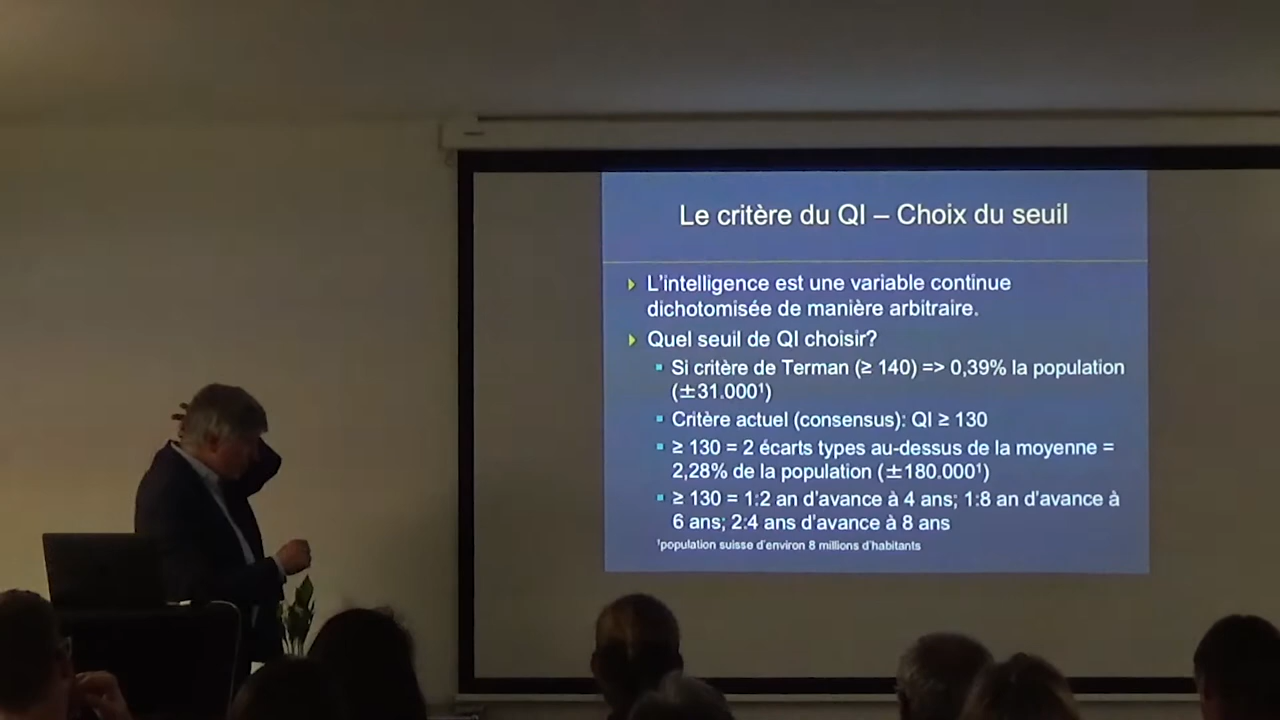 Le critère du QI – Choix du seuil
L'intelligence est une variable continue
dichotomisée de manière arbitraire.
Quel seuil de QI choisir?
Si critère de Terman (≥ 140) => 0,39% la population
(±31.000¹)
Critère actuel (consensus): QI ≥ 130
≥ 130 = 2 écarts types au-dessus de la moyenne =
2,28% de la population (±180.000¹)
≥ 130 = 1:2 an d'avance à 4 ans; 1:8 an d'avance à
6 ans; 2:4 ans d'avance à 8 ans
¹population suisse d'environ 8 millions d'habitants